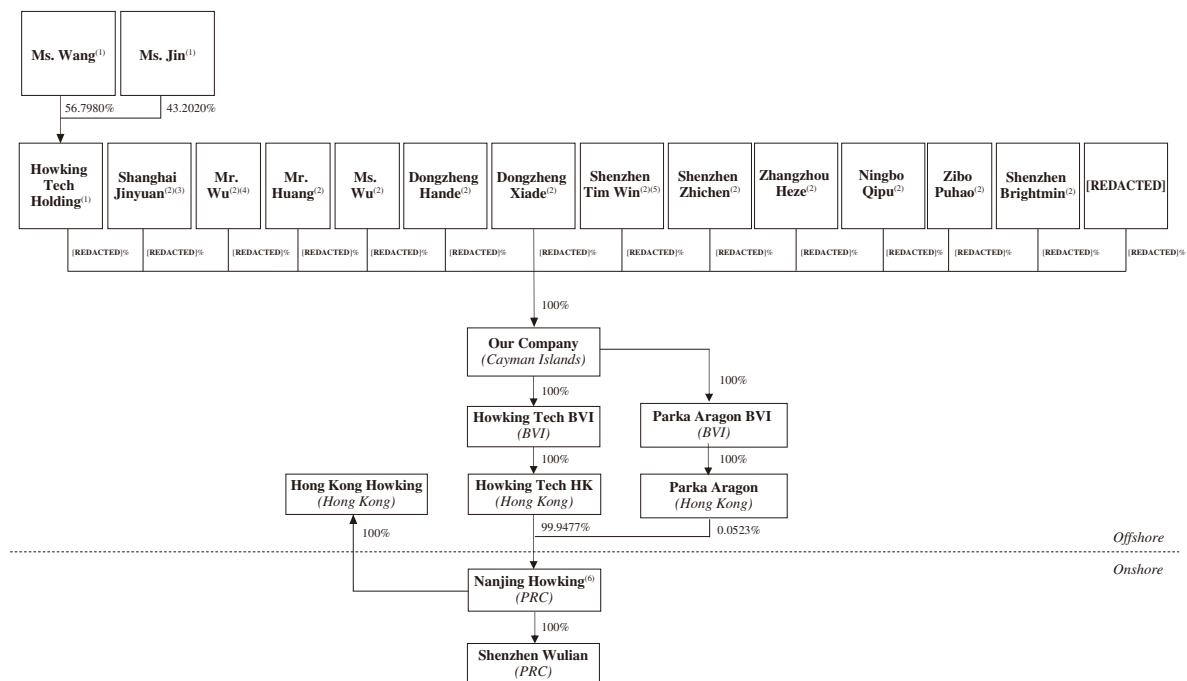 Ms. Wang(1)
Ms. Jin(1)
56.7980%
43.2020%
Howking
Tech
Holding(1)
Shanghai
Jinyuan(2)(3)
Mr.
Wu(2)(4)
Mr.
Huang(2)
Ms.
Wu(2)
Dongzheng
Hande(2)
Dongzheng
Xiade(2)
Shenzhen
Tim Win(2)(5)
Shenzhen
Zhichen(2)
Zhangzhou
Heze(2)
Ningbo
Qipu(2)
Zibo
Puhao(2)
Shenzhen
Brightmin(2)
[REDACTED]
[REDACTED]%
[REDACTED]%
[REDACTED]%
[REDACTED]%
[REDACTED]%
[REDACTED]%
[REDACTED]%
[REDACTED]%
[REDACTED]%
[REDACTED]%
[REDACTED]%
[REDACTED]%
[REDACTED]%
[REDACTED]%
100%
Our Company
(Cayman Islands)
100%
100%
Howking Tech BVI
(BVI)
Parka Aragon BVI
(BVI)
100%
100%
Hong Kong Howking
(Hong Kong)
Howking Tech HK
(Hong Kong)
Parka Aragon
(Hong Kong)
100%
99.9477%
0.0523%
Offshore
Onshore
Nanjing Howking(6)
(PRC)
100%
Shenzhen Wulian
(PRC)